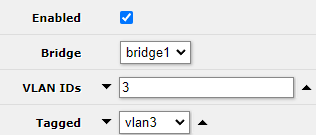 Enabled
Bridge bridge1
VLAN IDs 3
Tagged vlan3